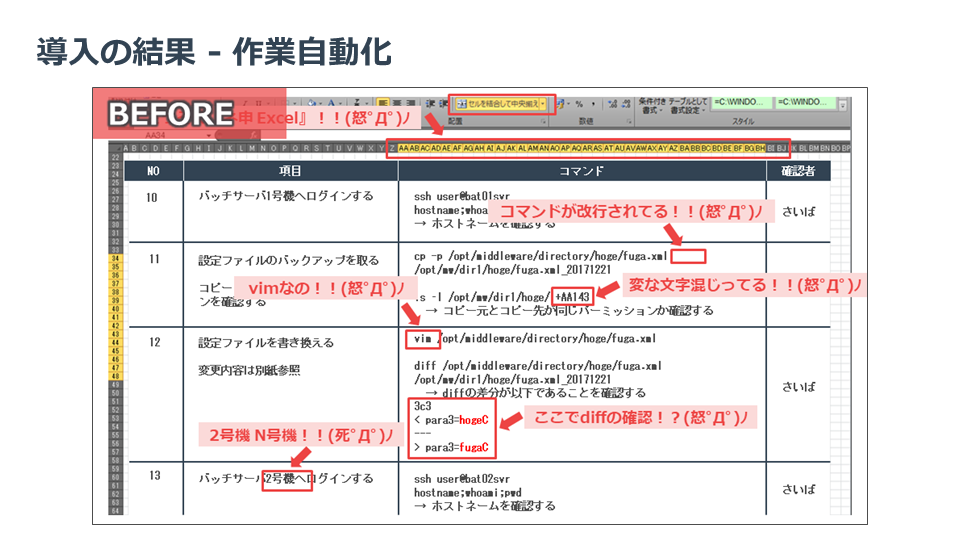 導入の結果 - 作業自動化
BEFORE
申Excel』！！(怒ﾟДﾟ)ﾉ
セルを結合して中央揃え
配置
数値
条件付き テーブルとして
書式・ 書式設定・
=C:\WINDO...
=C:\WINDO...
スタイル
AA34
NO 項目 コマンド 確認者
10 バッチサーバ1号機へログインする
ssh user@bat01svr
hostname;whoa
→ ホストネームを確認する
さいば
コマンドが改行されてる！！(怒ﾟДﾟ)ﾉ
11 設定ファイルのバックアップを取る
cp -p /opt/middleware/directory/hoge/fuga.xml
/opt/mw/dir1/hoge/fuga.xml_20171221
コピー
ンを確認する
vimなの！！(怒ﾟДﾟ)ﾉ
変な文字混じってる！！(怒ﾟДﾟ)ﾉ
ls -l /opt/mw/dir1/hoge/ +AA143
→ コピー元とコピー先が同じパーミッションか確認する
12 設定ファイルを書き換える
変更内容は別紙参照
vim /opt/middleware/directory/hoge/fuga.xml
diff /opt/middleware/directory/hoge/fuga.xml
/opt/mw/dir1/hoge/fuga.xml_20171221
→ diffの差分が以下であることを確認する
3c3
< para3=hogeC
---
> para3=fugaC
さいば
ここでdiffの確認！？(怒ﾟДﾟ)ﾉ
2号機 N号機！！(死ﾟДﾟ)ﾉ
13 バッチサーバ2号機へログインする
ssh user@bat02svr
hostname;whoami;pwd
→ ホストネームを確認する
さいば